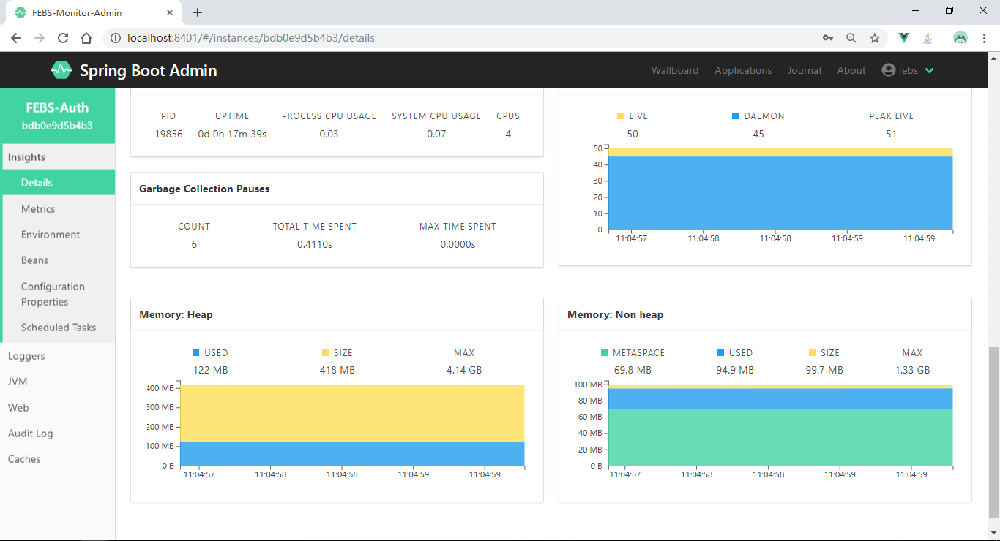 FEBS-Monitor-Admin
localhost:8401/#/instances/bdb0e9d5b4b3/details
Spring Boot Admin
Wallboard Applications Journal About febs
FEBS-Auth
bdb0e9d5b4b3
Insights
Details
Metrics
Environment
Beans
Configuration
Properties
Scheduled Tasks
Loggers
JVM
Web
Audit Log
Caches
PID UPTIME PROCESS CPU USAGE SYSTEM CPU USAGE CPUS
19856 0d 0h 17m 39s 0.03 0.07 4
LIVE DAEMON PEAK LIVE
50 45 51
50
40
30
20
10
0
11:04:57 11:04:58 11:04:58 11:04:59 11:04:59
Garbage Collection Pauses
COUNT TOTAL TIME SPENT MAX TIME SPENT
6 0.4110s 0.0000s
Memory: Heap
USED SIZE MAX
122 MB 418 MB 4.14 GB
400 MB
300 MB
200 MB
100 MB
0 B
11:04:57 11:04:58 11:04:58 11:04:59 11:04:59
Memory: Non heap
METASPACE USED SIZE MAX
69.8 MB 94.9 MB 99.7 MB 1.33 GB
100 MB
80 MB
60 MB
40 MB
20 MB
0 B
11:04:57 11:04:58 11:04:58 11:04:59 11:04:59